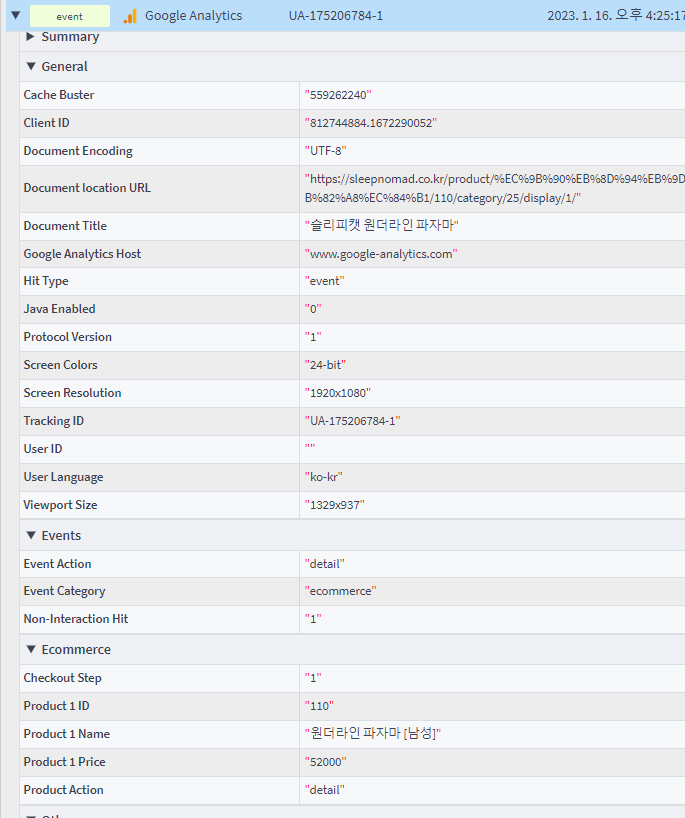 event Google Analytics UA-175206784-1 2023. 1. 16. 오후 4:25:17
Summary
General
Cache Buster "559262240"
Client ID "812744884.1672290052"
Document Encoding "UTF-8"
Document location URL "https://sleepnomad.co.kr/product/%EC%9B%90%EB%8D%94%EB%9D
B%82%A8%EC%84%B1/110/category/25/display/1/"
Document Title "슬리피캣 원더라인 파자마"
Google Analytics Host "www.google-analytics.com"
Hit Type "event"
Java Enabled "0"
Protocol Version "1"
Screen Colors "24-bit"
Screen Resolution "1920x1080"
Tracking ID "UA-175206784-1"
User ID ""
User Language "ko-kr"
Viewport Size "1329x937"
Events
Event Action "detail"
Event Category "ecommerce"
Non-Interaction Hit "1"
Ecommerce
Checkout Step "1"
Product 1 ID "110"
Product 1 Name "원더라인 파자마 [남성]"
Product 1 Price "52000"
Product Action "detail"